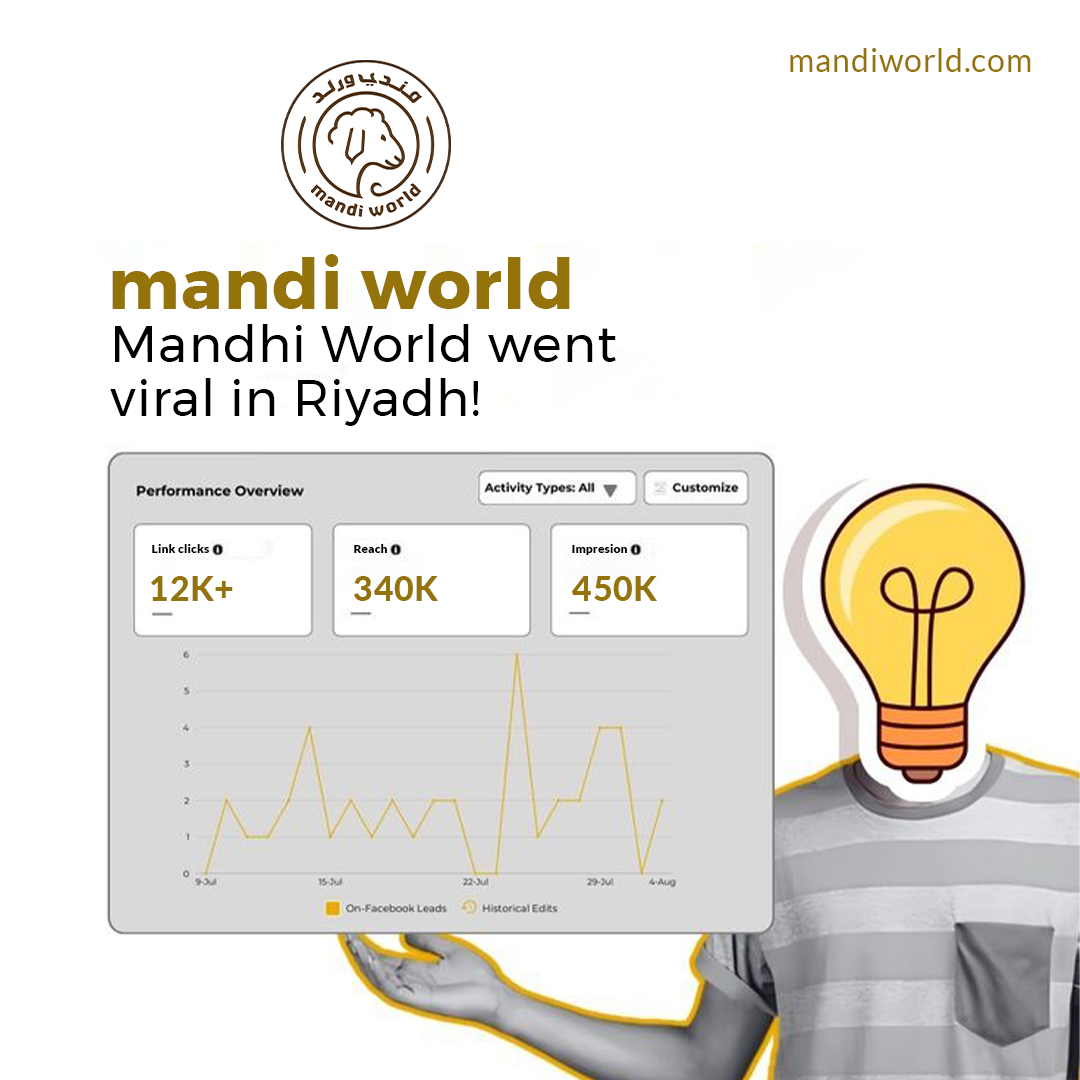 mandiworld.com
مندي ورلد
mandi world
mandi world
Mandhi World went
viral in Riyadh!
Performance Overview
Activity Types: All
Customize
Link clicks
12K+
Reach
340K
Impresion
450K
6
5
4
3
2
1
0
9-Jul 15-Jul 22-Jul 29-Jul 4-Aug
On-Facebook Leads Historical Edits